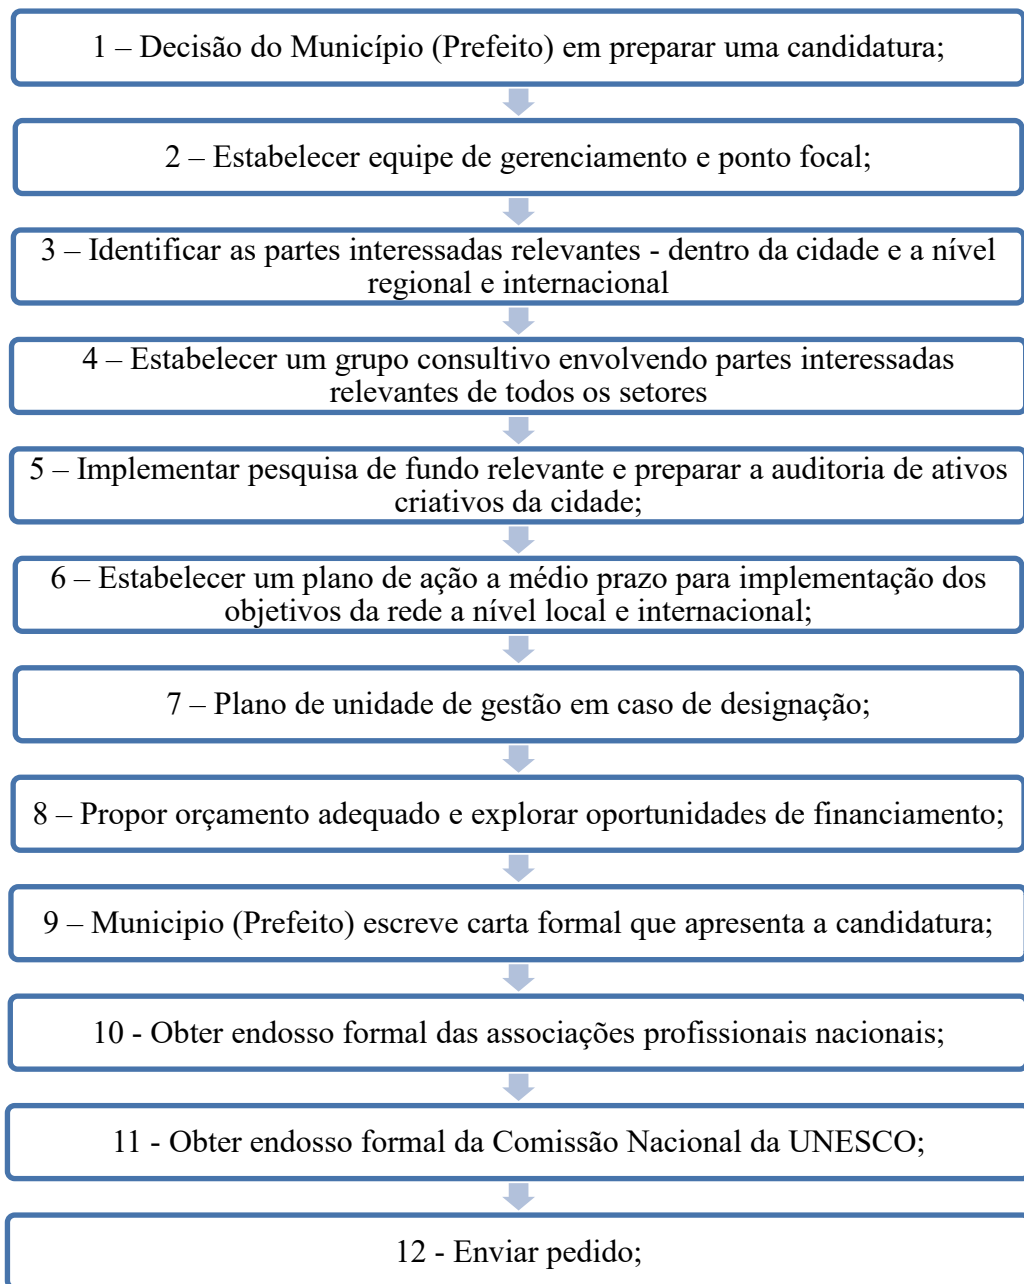 1 – Decisão do Município (Prefeito) em preparar uma candidatura;
2 – Estabelecer equipe de gerenciamento e ponto focal;
3 – Identificar as partes interessadas relevantes - dentro da cidade e a nível
regional e internacional
4 – Estabelecer um grupo consultivo envolvendo partes interessadas
relevantes de todos os setores
5 – Implementar pesquisa de fundo relevante e preparar a auditoria de ativos
criativos da cidade;
6 – Estabelecer um plano de ação a médio prazo para implementação dos
objetivos da rede a nível local e internacional;
7 – Plano de unidade de gestão em caso de designação;
8 – Propor orçamento adequado e explorar oportunidades de financiamento;
9 – Municipio (Prefeito) escreve carta formal que apresenta a candidatura;
10 - Obter endosso formal das associações profissionais nacionais;
11 - Obter endosso formal da Comissão Nacional da UNESCO;
12 - Enviar pedido;